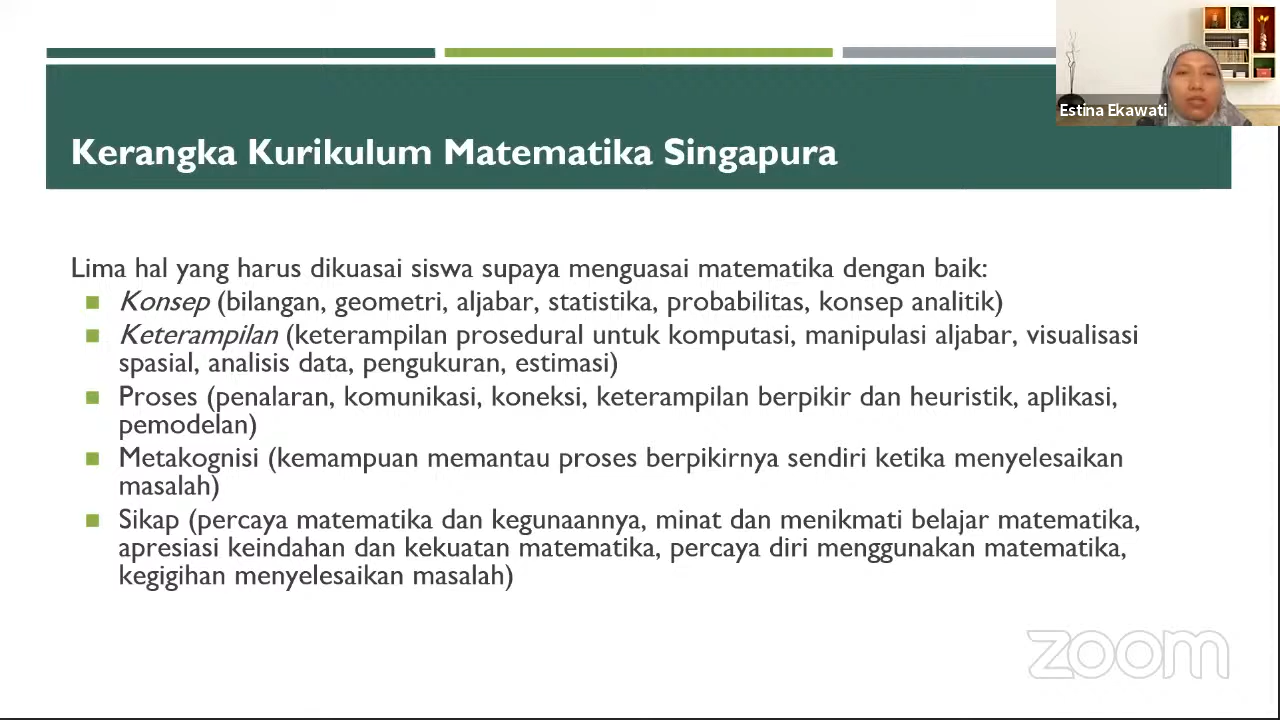 Estina Ekawati
Kerangka Kurikulum Matematika Singapura
Lima hal yang harus dikuasai siswa supaya menguasai matematika dengan baik:
Konsep (bilangan, geometri, aljabar, statistika, probabilitas, konsep analitik)
Keterampilan (keterampilan prosedural untuk komputasi, manipulasi aljabar, visualisasi
spasial, analisis data, pengukuran, estimasi)
Proses (penalaran, komunikasi, koneksi, keterampilan berpikir dan heuristik, aplikasi,
pemodelan)
Metakognisi (kemampuan memantau proses berpikirnya sendiri ketika menyelesaikan
masalah)
Sikap (percaya matematika dan kegunaannya, minat dan menikmati belajar matematika,
apresiasi keindahan dan kekuatan matematika, percaya diri menggunakan matematika,
kegigihan menyelesaikan masalah)
zoom